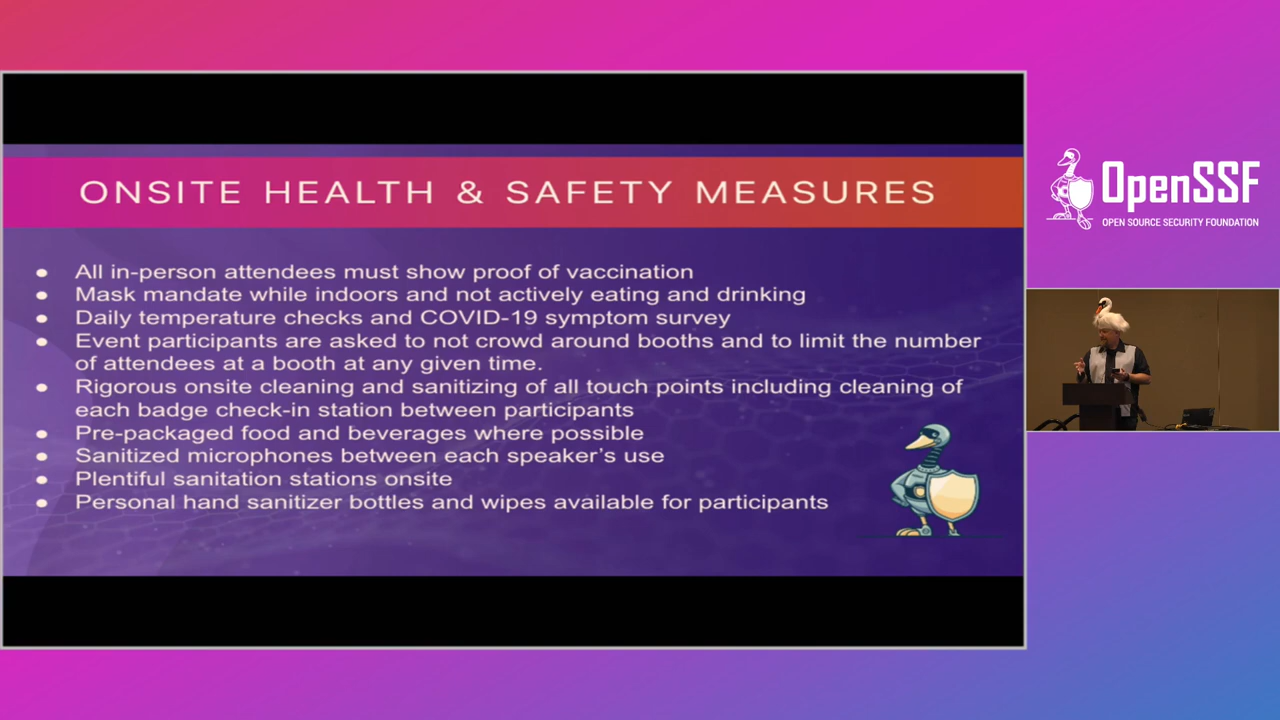 ONSITE HEALTH & SAFETY MEASURES
● All in-person attendees must show proof of vaccination
● Mask mandate while indoors and not actively eating and drinking
● Daily temperature checks and COVID-19 symptom survey
● Event participants are asked to not crowd around booths and to limit the number
of attendees at a booth at any given time.
● Rigorous onsite cleaning and sanitizing of all touch points including cleaning of
each badge check-in station between participants
● Pre-packaged food and beverages where possible
● Sanitized microphones between each speaker’s use
● Plentiful sanitation stations onsite
● Personal hand sanitizer bottles and wipes available for participants
OpenSSF
OPEN SOURCE SECURITY FOUNDATION